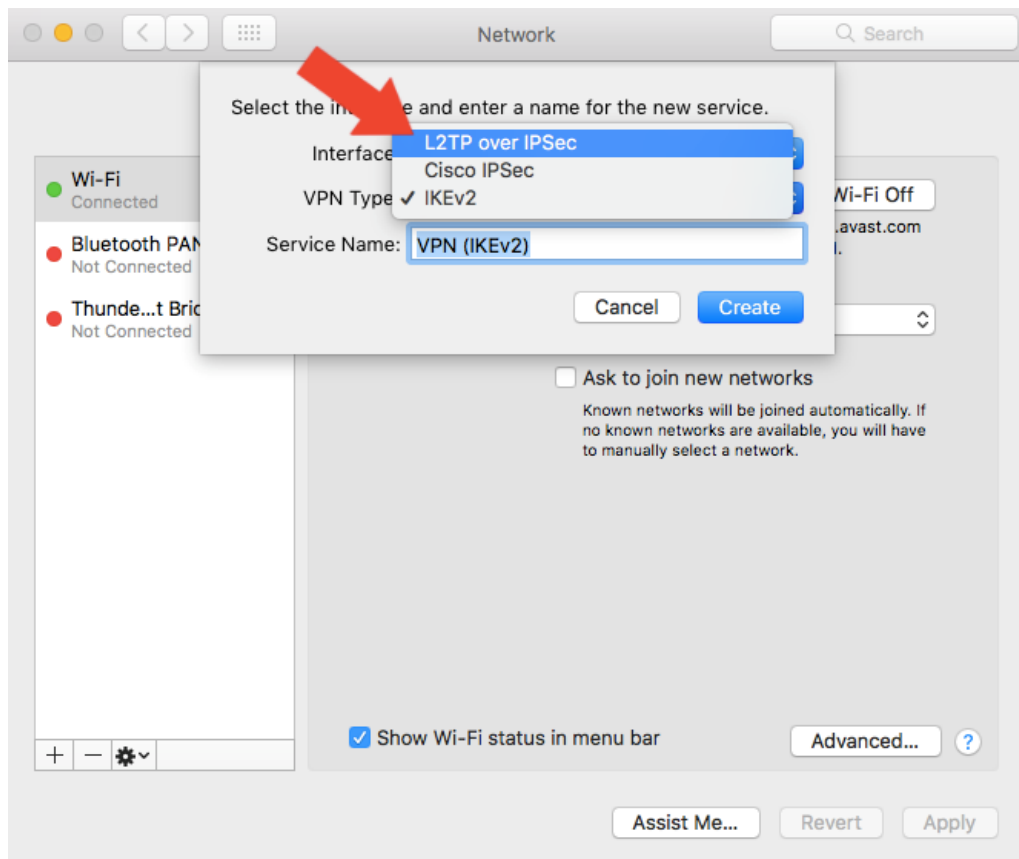 Network
Search
Select the in e and enter a name for the new service.
Interface
L2TP over IPSec
Cisco IPSec
VPN Type ✓ IKEv2
Service Name: VPN (IKEv2)
Cancel
Create
Wi-Fi
Connected
Bluetooth PAN
Not Connected
Thunde...t Bric
Not Connected
Wi-Fi Off
.avast.com
Ask to join new networks
Known networks will be joined automatically. If
no known networks are available, you will have
to manually select a network.
Show Wi-Fi status in menu bar
Advanced...
?
Assist Me...
Revert
Apply